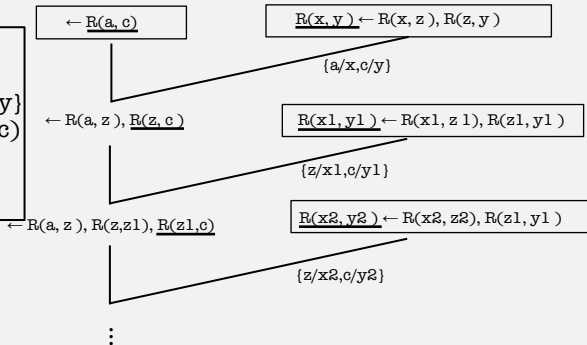 ← R(a, c)
R(x, y) ← R(x, z), R(z, y)
{a/x,c/y}
y}
c)
← R(a, z), R(z, c)
R(x1, y1) ← R(x1, z1), R(z1, y1)
{z/x1,c/y1}
← R(a, z), R(z,z1), R(z1,c)
R(x2, y2) ← R(x2, z2), R(z1, y1)
{z/x2,c/y2}
⋮